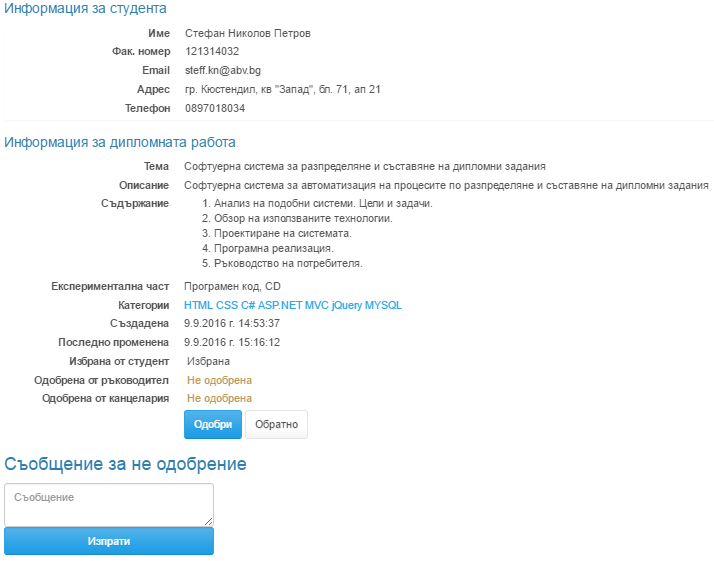 Информация за студента
Име Стефан Николов Петров
Фак. номер 121314032
Email steff.kn@abv.bg
Адрес гр. Кюстендил, кв "Запад", бл. 71, ап 21
Телефон 0897018034
Информация за дипломната работа
Тема Софтуерна система за разпределяне и съставяне на дипломни задания
Описание Софтуерна система за автоматизация на процесите по разпределяне и съставяне на дипломни задания
Съдържание 1. Анализ на подобни системи. Цели и задачи.
2. Обзор на използваните технологии.
3. Проектиране на системата.
4. Програмна реализация.
5. Ръководство на потребителя.
Експериментална част Програмен код, CD
Категории HTML CSS C# ASP.NET MVC jQuery MYSQL
Създадена 9.9.2016 г. 14:53:37
Последно променена 9.9.2016 г. 15:16:12
Избрана от студент Избрана
Одобрена от ръководител Не одобрена
Одобрена от канцелария Не одобрена
Одобри Обратно
Съобщение за не одобрение
Съобщение
Изпрати